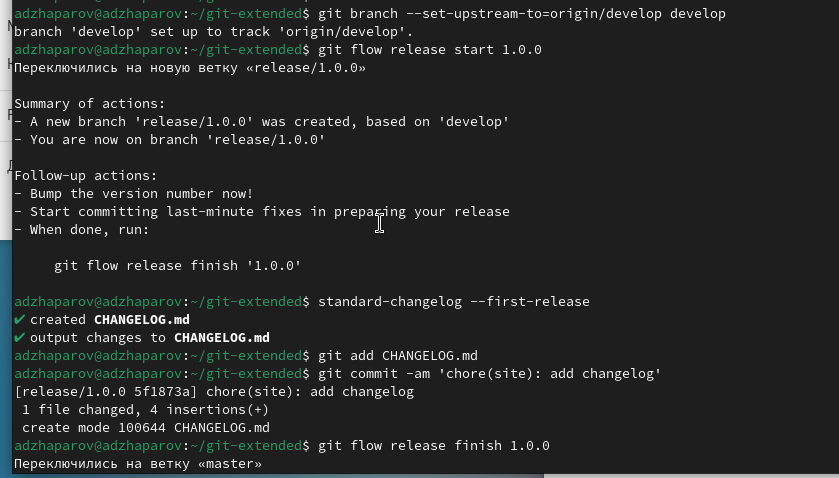 adzhaparov@adzhaparov:~/git-extended$ git branch --set-upstream-to=origin/develop develop
branch 'develop' set up to track 'origin/develop'.
adzhaparov@adzhaparov:~/git-extended$ git flow release start 1.0.0
Переключились на новую ветку «release/1.0.0»
Summary of actions:
- A new branch 'release/1.0.0' was created, based on 'develop'
- You are now on branch 'release/1.0.0'
Follow-up actions:
- Bump the version number now!
- Start committing last-minute fixes in preparing your release
- When done, run:
git flow release finish '1.0.0'
adzhaparov@adzhaparov:~/git-extended$ standard-changelog --first-release
✔ created CHANGELOG.md
✔ output changes to CHANGELOG.md
adzhaparov@adzhaparov:~/git-extended$ git add CHANGELOG.md
adzhaparov@adzhaparov:~/git-extended$ git commit -am 'chore(site): add changelog'
[release/1.0.0 5f1873a] chore(site): add changelog
1 file changed, 4 insertions(+)
create mode 100644 CHANGELOG.md
adzhaparov@adzhaparov:~/git-extended$ git flow release finish 1.0.0
Переключились на ветку «master»